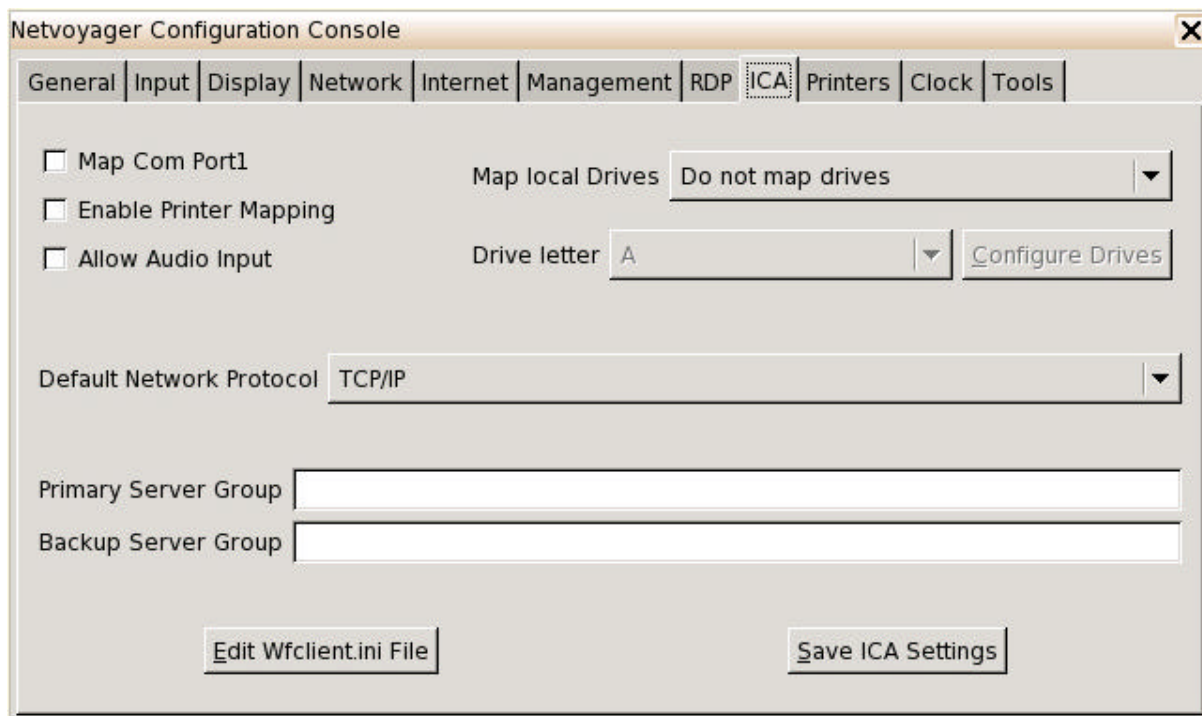 Netvoyager Configuration Console
General Input Display Network Internet Management RDP ICA Printers Clock Tools
Map Com Port1
Enable Printer Mapping
Allow Audio Input
Map local Drives Do not map drives
Drive letter A Configure Drives
Default Network Protocol TCP/IP
Primary Server Group
Backup Server Group
Edit Wfclient.ini File Save ICA Settings